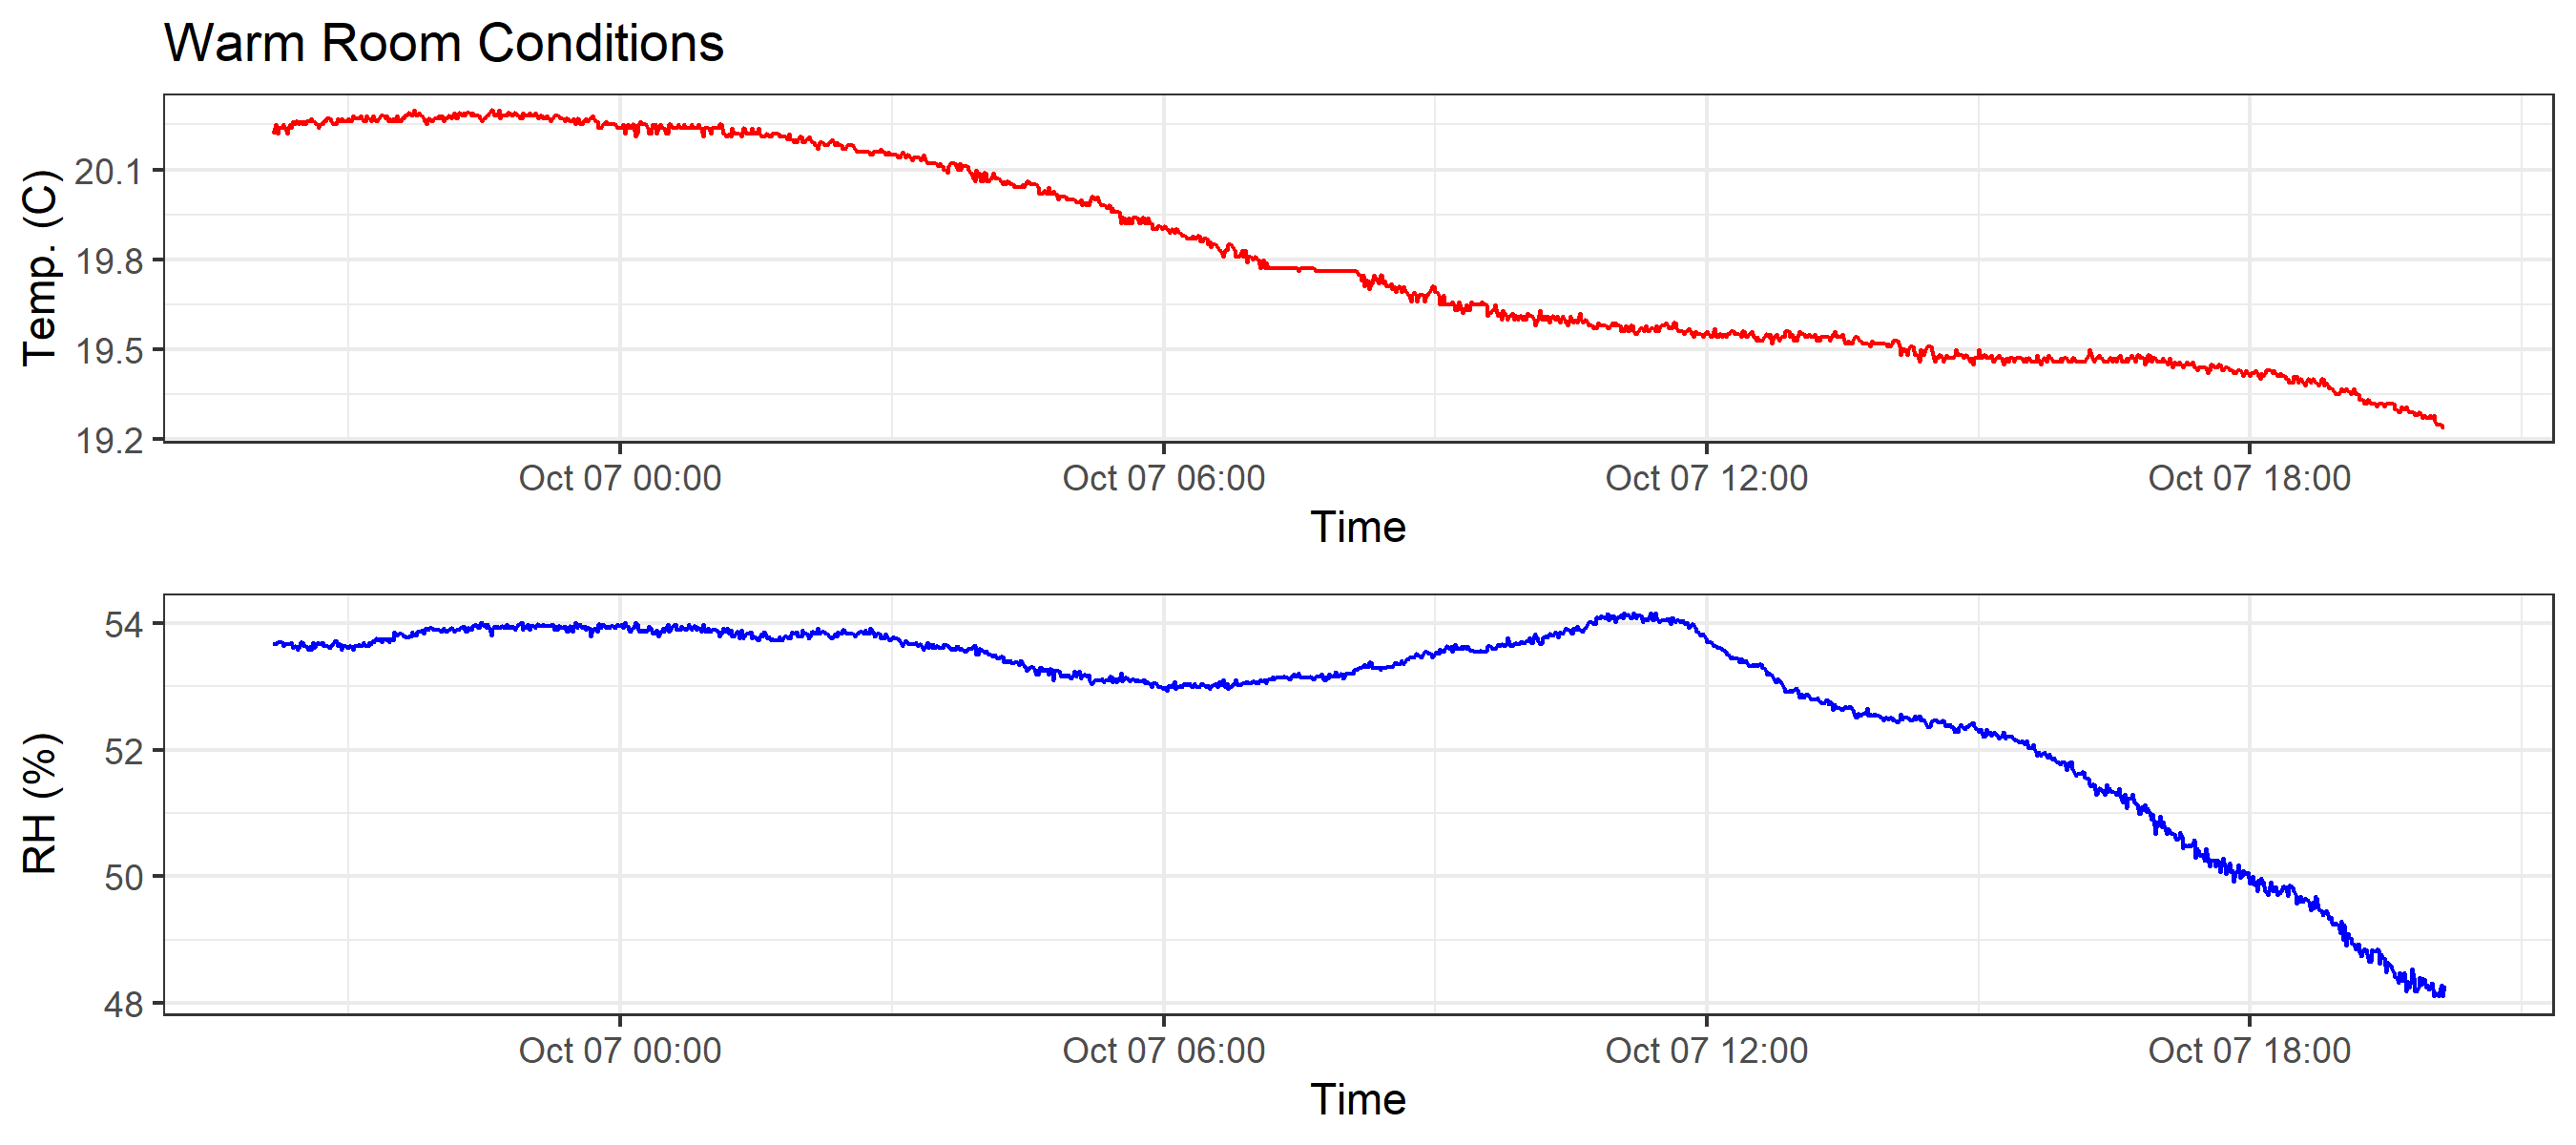 Warm Room Conditions
Temp. (C)
20.1
19.8
19.5
19.2
Oct 07 00:00 Oct 07 06:00 Oct 07 12:00 Oct 07 18:00
Time
RH (%)
54
52
50
48
Oct 07 00:00 Oct 07 06:00 Oct 07 12:00 Oct 07 18:00
Time